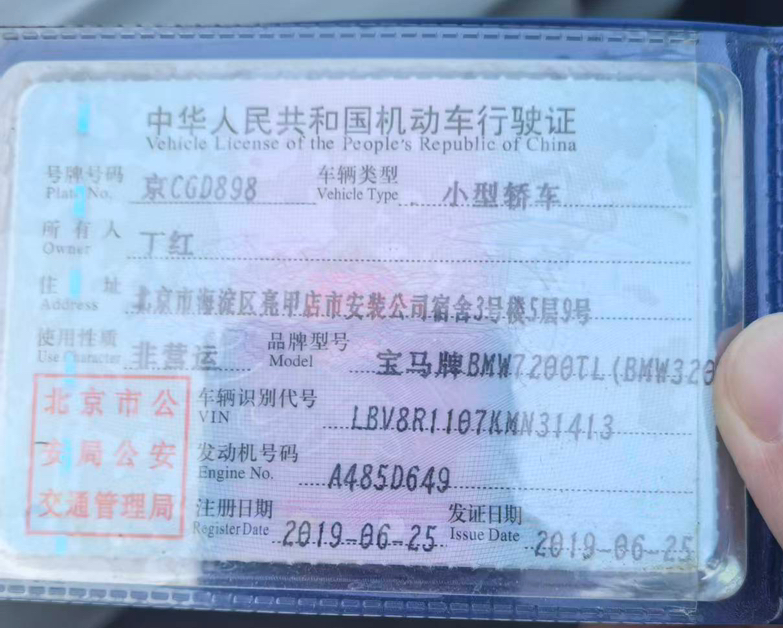 中华人民共和国机动车行驶证
Vehicle License of the People's Republic of China
号牌号码 京CGD898 车辆类型 小型轿车
Plate No. Vehicle Type
所有人 丁红
Owner
住址 北京市海淀区亮甲店市安装公司宿舍3号楼5层9号
Address
使用性质 非营运 品牌型号 宝马牌BMW7200TL(BMW320
Use Character Model
北京市公
安局公安
交通管理局
车辆识别代号 LBV8R1107KMN31413
VIN
发动机号码 A485D649
Engine No.
注册日期 2019-06-25 发证日期 2019-06-25
Register Date Issue Date